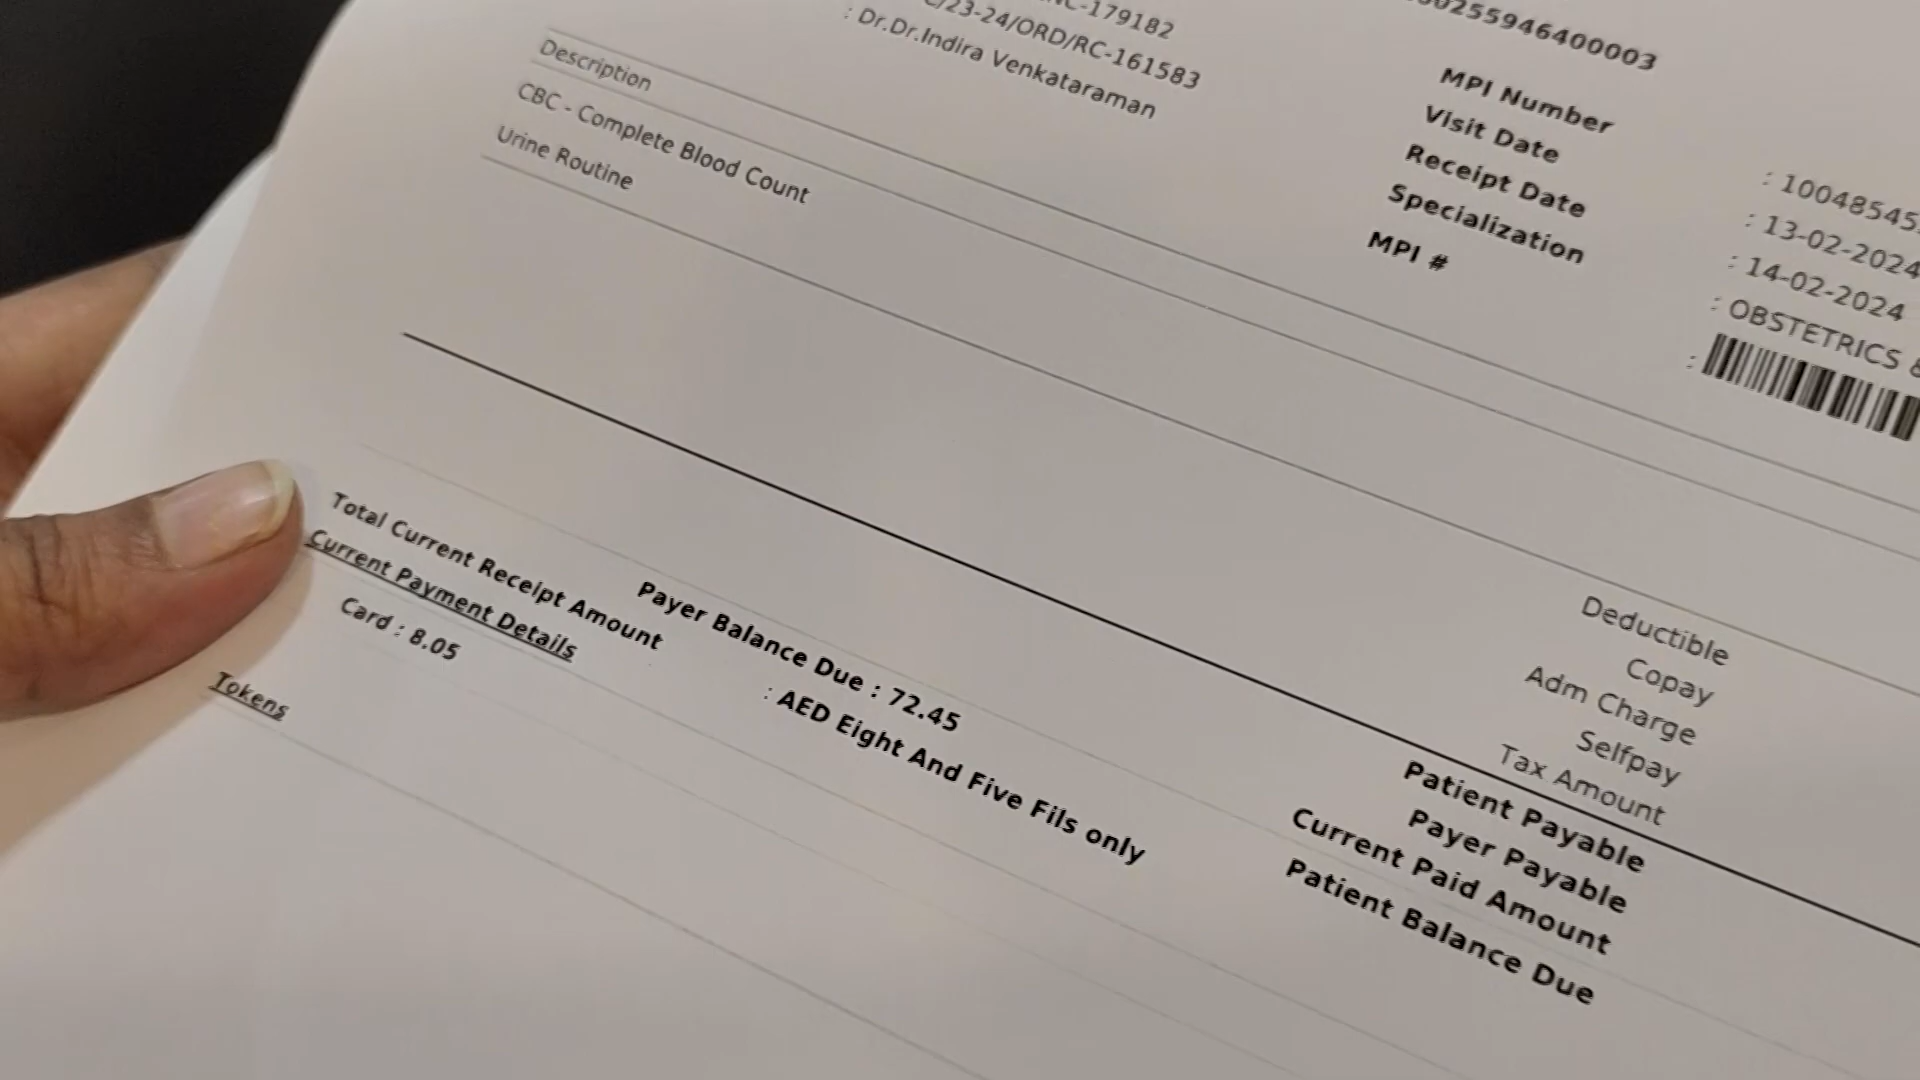 -179182
/23-24/ORD/RC-161583
: Dr.Dr.Indira Venkataraman
MPI Number : 10048545
Visit Date : 13-02-2024
Receipt Date : 14-02-2024
Specialization : OBSTETRICS &
MPI # :
Description
CBC - Complete Blood Count
Urine Routine
Deductible
Copay
Adm Charge
Selfpay
Tax Amount
Patient Payable
Payer Payable
Current Paid Amount
Patient Balance Due
Payer Balance Due : 72.45
Total Current Receipt Amount : AED Eight And Five Fils only
Current Payment Details
Card : 8.05
Tokens